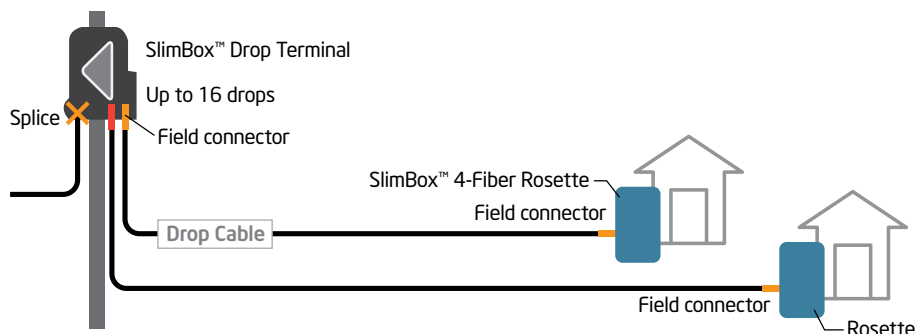 SlimBox™ Drop Terminal
Up to 16 drops
Splice
Field connector
SlimBox™ 4-Fiber Rosette
Field connector
Drop Cable
Field connector
Rosette